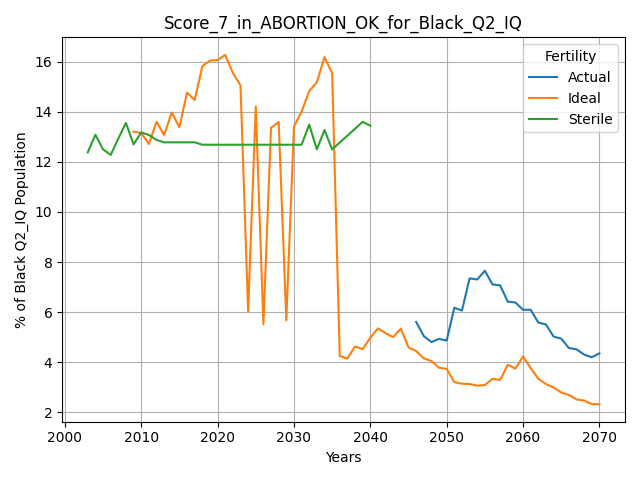 Score_7_in_ABORTION_OK_for_Black_Q2_IQ
Fertility
Actual
Ideal
Sterile
% of Black Q2_IQ Population
16
14
12
10
8
6
4
2
2000 2010 2020 2030 2040 2050 2060 2070
Years